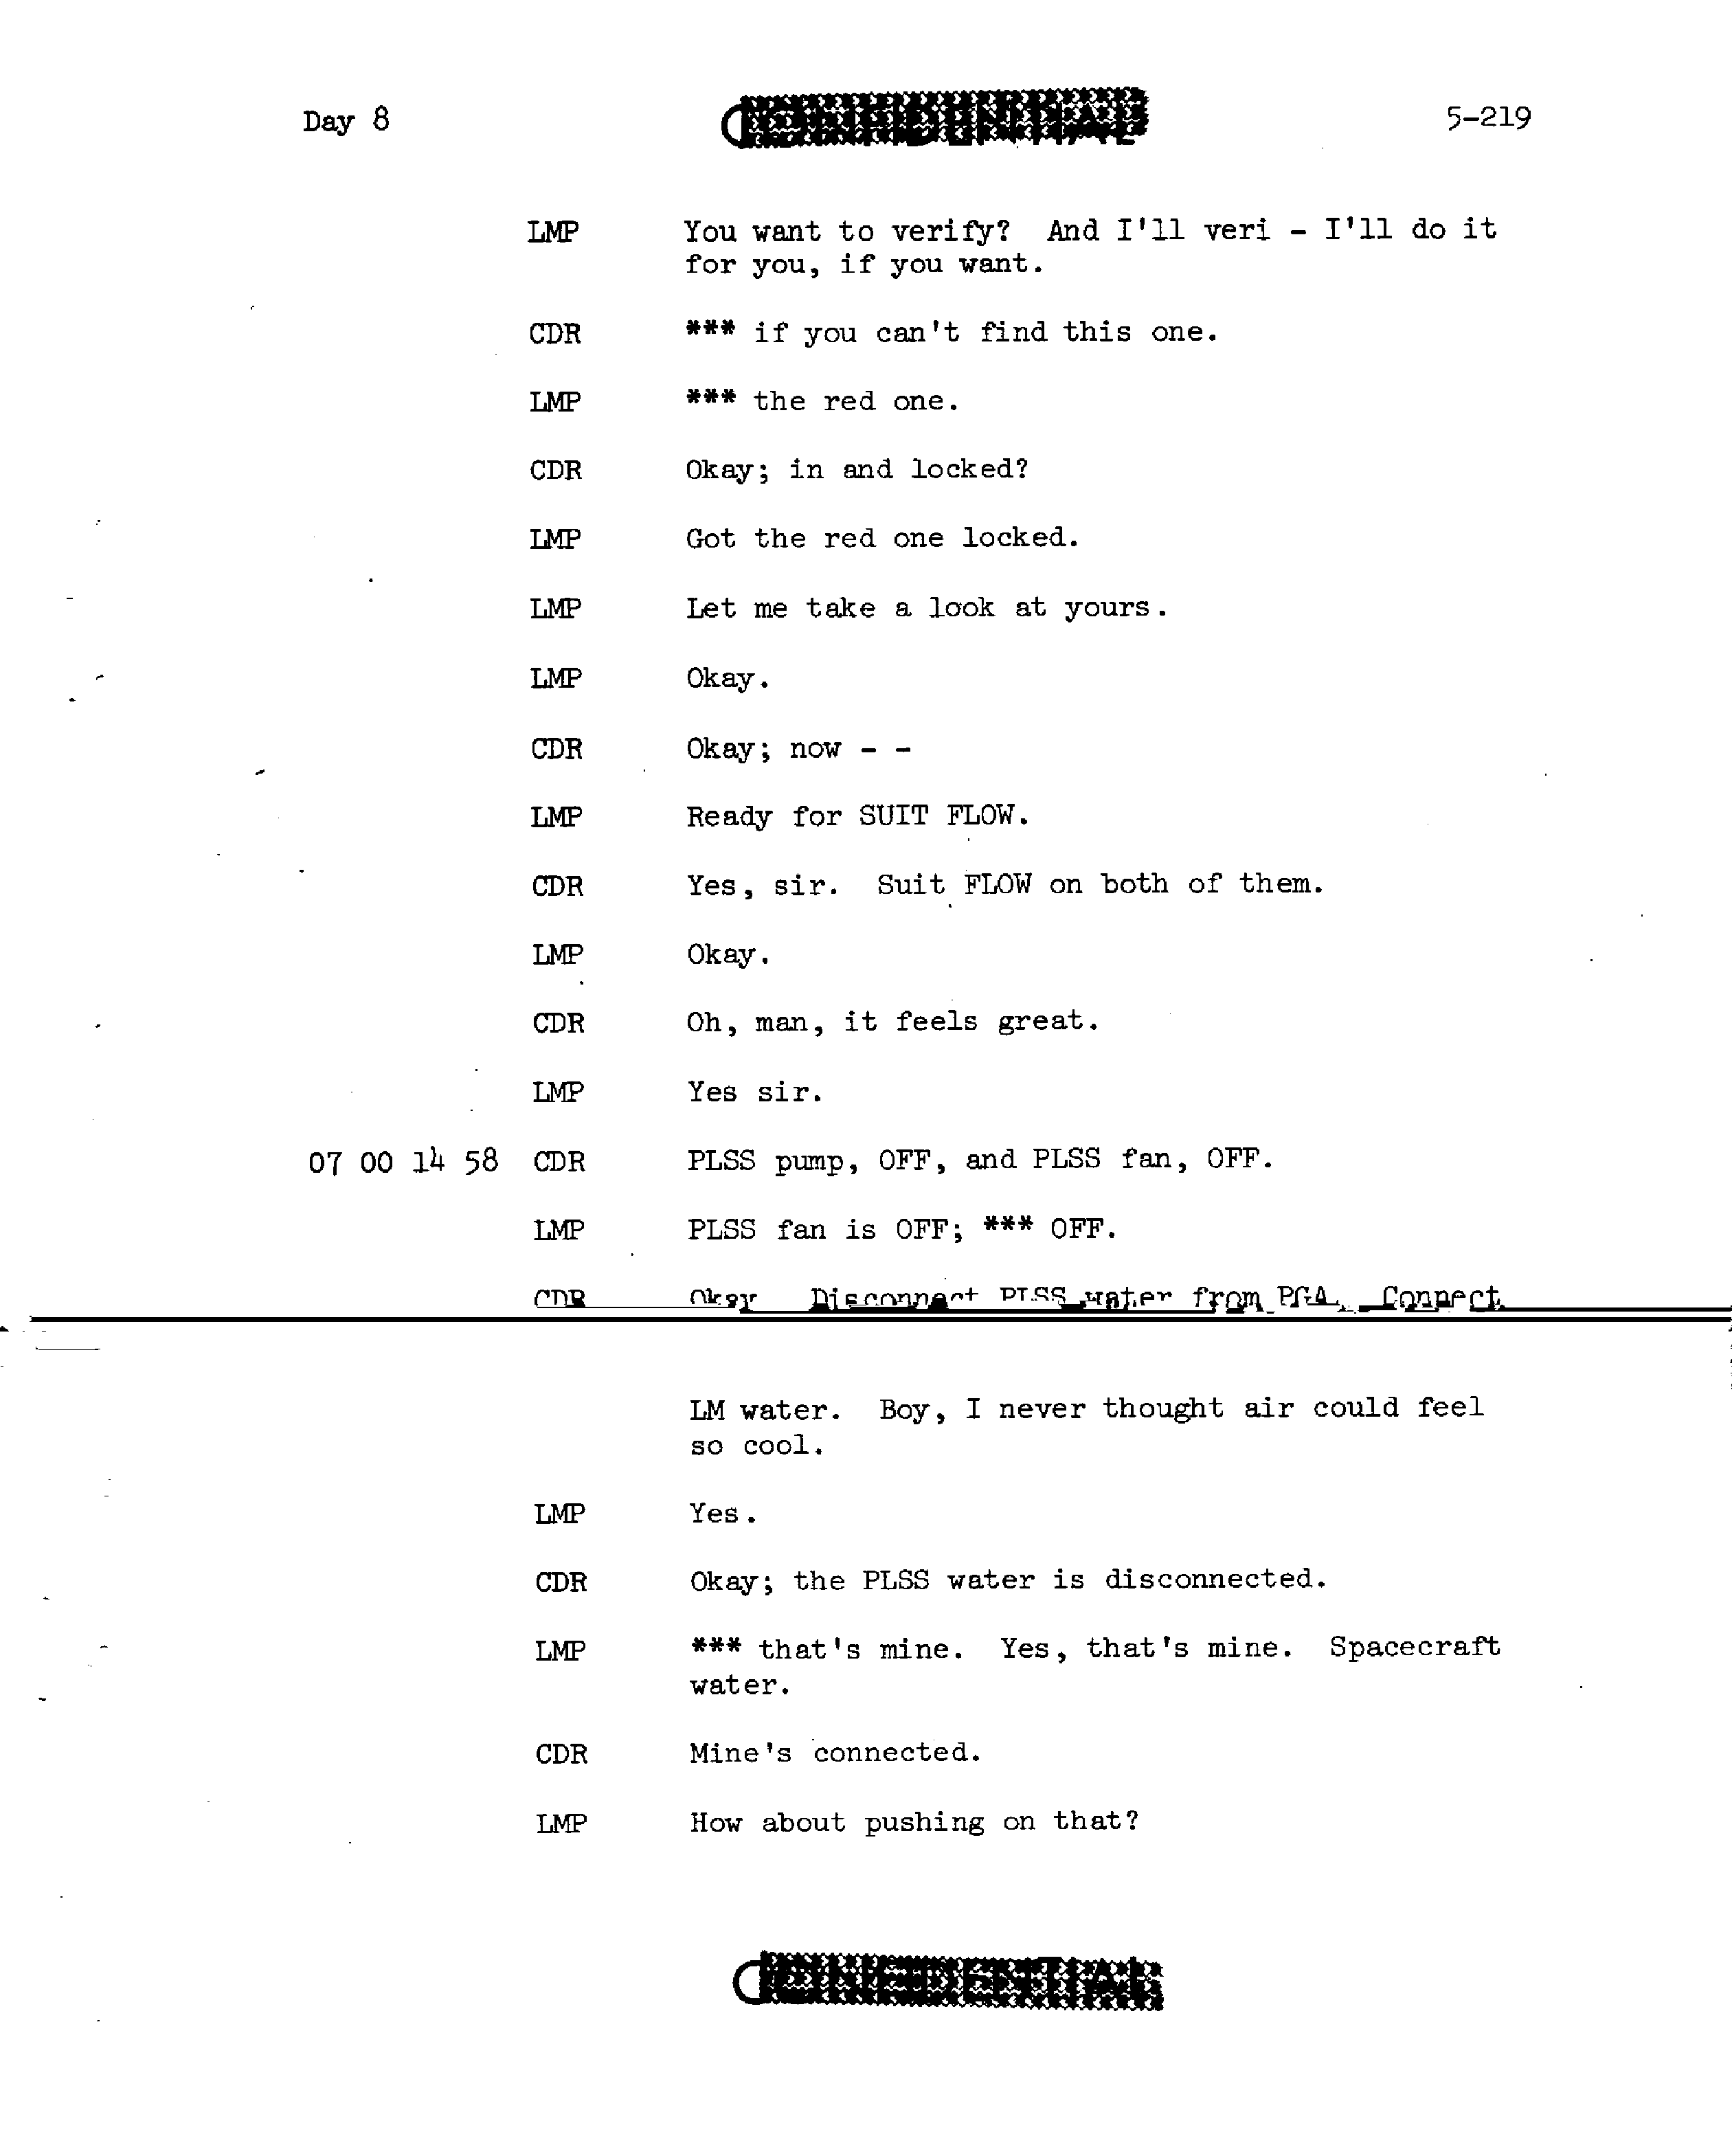 Day 8 CONFIDENTIAL 5-219
LMP You want to verify? And I'll veri - I'll do it
for you, if you want.
CDR *** if you can't find this one.
LMP *** the red one.
CDR Okay; in and locked?
LMP Got the red one locked.
LMP Let me take a look at yours.
LMP Okay.
CDR Okay; now - -
LMP Ready for SUIT FLOW.
CDR Yes, sir. Suit FLOW on both of them.
LMP Okay.
CDR Oh, man, it feels great.
LMP Yes sir.
07 00 14 58 CDR PLSS pump, OFF, and PLSS fan, OFF.
LMP PLSS fan is OFF; *** OFF.
CDR Okay Disconnect PLSS water from PGA. Connect
LM water. Boy, I never thought air could feel
so cool.
LMP Yes.
CDR Okay; the PLSS water is disconnected.
LMP *** that's mine. Yes, that's mine. Spacecraft
water.
CDR Mine's connected.
LMP How about pushing on that?
CONFIDENTIAL